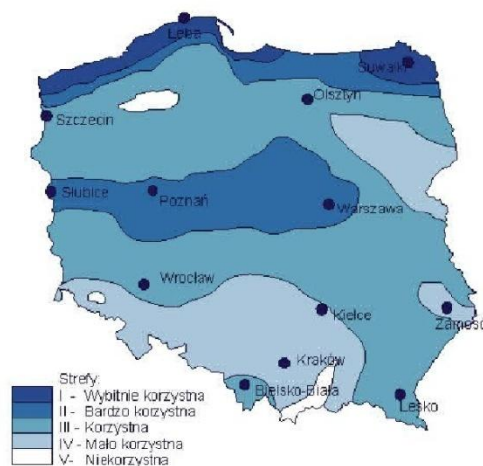 Łeba
Suwałki
Olsztyn
Szczecin
Słubice
Poznań
Warszawa
Wrocław
Kielce
Zamość
Kraków
Bielsko-Biała
Lesko
Strefy:
I - Wybitnie korzystna
II - Bardzo korzystna
III - Korzystna
IV - Mało korzystna
V- Niekorzystna